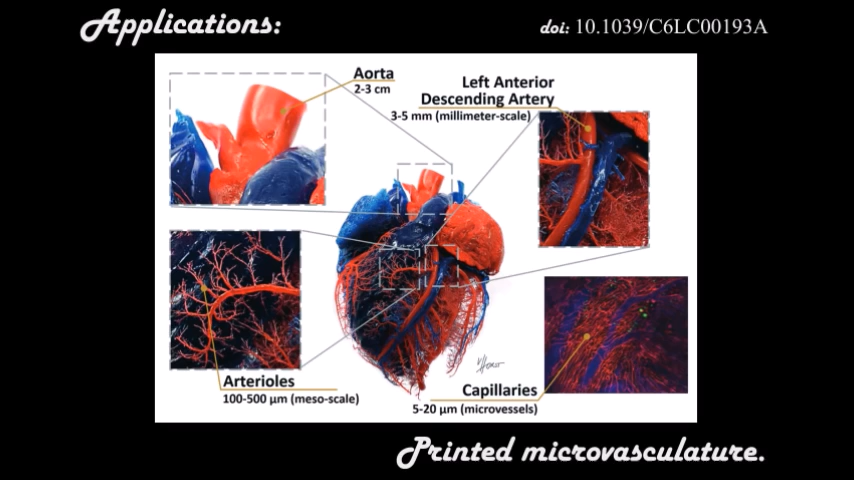 Applications:
doi: 10.1039/C6LC00193A
Aorta
2-3 cm
Left Anterior
Descending Artery
3-5 mm (millimeter-scale)
Arterioles
100-500 µm (meso-scale)
Capillaries
5-20 µm (microvessels)
Printed microvasculature.